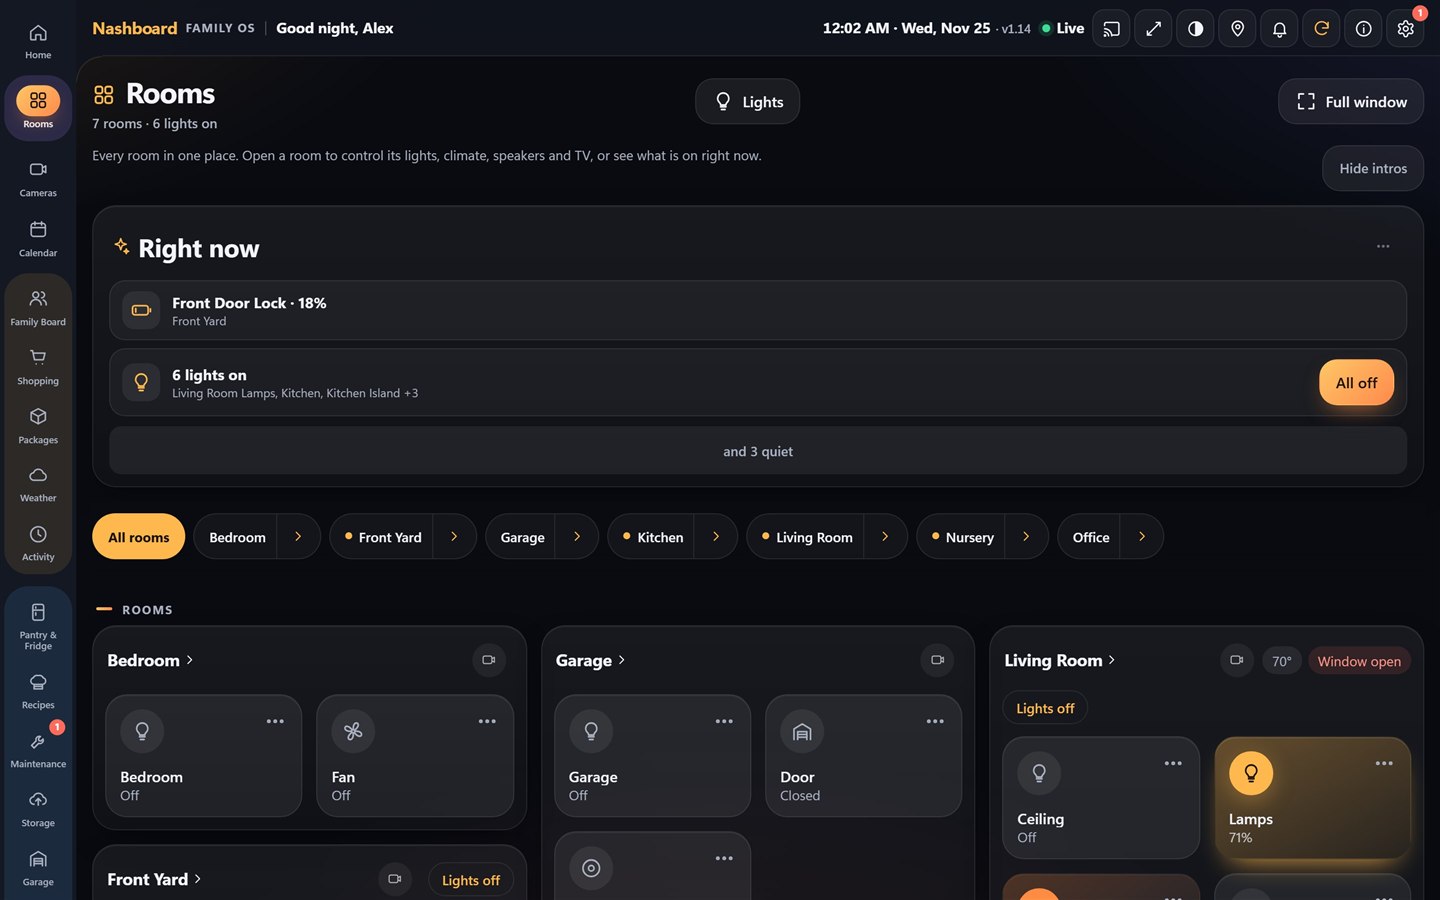 Nashboard FAMILY OS Good night, Alex
12:02 AM · Wed, Nov 25 · v1.14 Live
1
Home
Rooms
Cameras
Calendar
Family Board
Shopping
Packages
Weather
Activity
Pantry & Fridge
Recipes
1
Maintenance
Storage
Garage
Rooms
7 rooms · 6 lights on
Lights
Full window
Every room in one place. Open a room to control its lights, climate, speakers and TV, or see what is on right now.
Hide intros
Right now
Front Door Lock · 18%
Front Yard
6 lights on
Living Room Lamps, Kitchen, Kitchen Island +3
All off
and 3 quiet
All rooms Bedroom Front Yard Garage Kitchen Living Room Nursery Office
ROOMS
Bedroom
Bedroom
Off
Fan
Off
Front Yard
Lights off
Garage
Garage
Off
Door
Closed
Living Room
70°
Window open
Lights off
Ceiling
Off
Lamps
71%